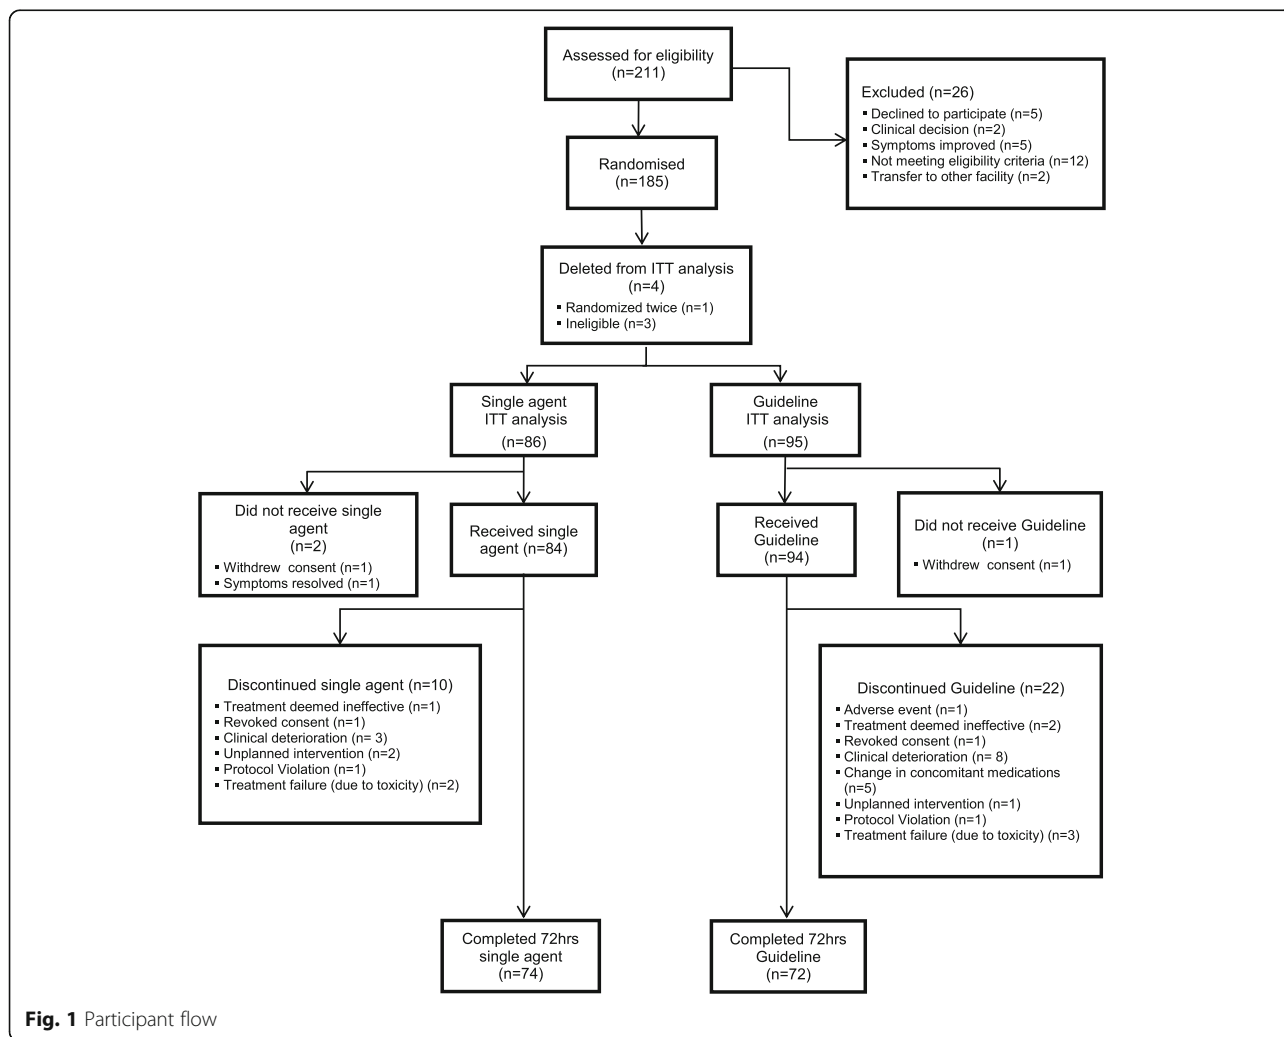 Assessed for eligibility
(n=211)
Excluded (n=26)
▪ Declined to participate (n=5)
▪ Clinical decision (n=2)
▪ Symptoms improved (n=5)
▪ Not meeting eligibility criteria (n=12)
▪ Transfer to other facility (n=2)
Randomised
(n=185)
Deleted from ITT analysis
(n=4)
▪ Randomized twice (n=1)
▪ Ineligible (n=3)
Single agent
ITT analysis
(n=86)
Guideline
ITT analysis
(n=95)
Did not receive single
agent
(n=2)
▪ Withdrew consent (n=1)
▪ Symptoms resolved (n=1)
Received single
agent (n=84)
Received
Guideline
(n=94)
Did not receive Guideline
(n=1)
▪ Withdrew consent (n=1)
Discontinued single agent (n=10)
▪ Treatment deemed ineffective (n=1)
▪ Revoked consent (n=1)
▪ Clinical deterioration (n= 3)
▪ Unplanned intervention (n=2)
▪ Protocol Violation (n=1)
▪ Treatment failure (due to toxicity) (n=2)
Discontinued Guideline (n=22)
▪ Adverse event (n=1)
▪ Treatment deemed ineffective (n=2)
▪ Revoked consent (n=1)
▪ Clinical deterioration (n= 8)
▪ Change in concomitant medications
(n=5)
▪ Unplanned intervention (n=1)
▪ Protocol Violation (n=1)
▪ Treatment failure (due to toxicity) (n=3)
Completed 72hrs
single agent
(n=74)
Completed 72hrs
Guideline
(n=72)
Fig. 1 Participant flow